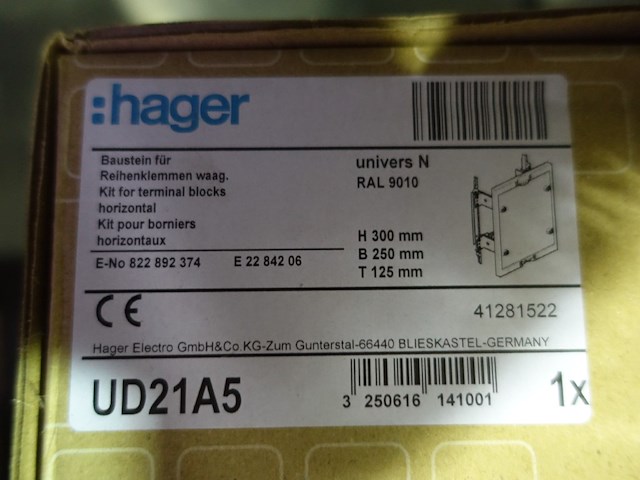 :hager
Baustein für
Reihenklemmen waag.
Kit for terminal blocks
horizontal
Kit pour borniers
horizontaux
E-No 822 892 374 E 22 842 06
univers N
RAL 9010
H 300 mm
B 250 mm
T 125 mm
CE
41281522
Hager Electro GmbH&Co.KG-Zum Gunterstal-66440 BLIESKASTEL-GERMANY
UD21A5
3 250616 141001
1x